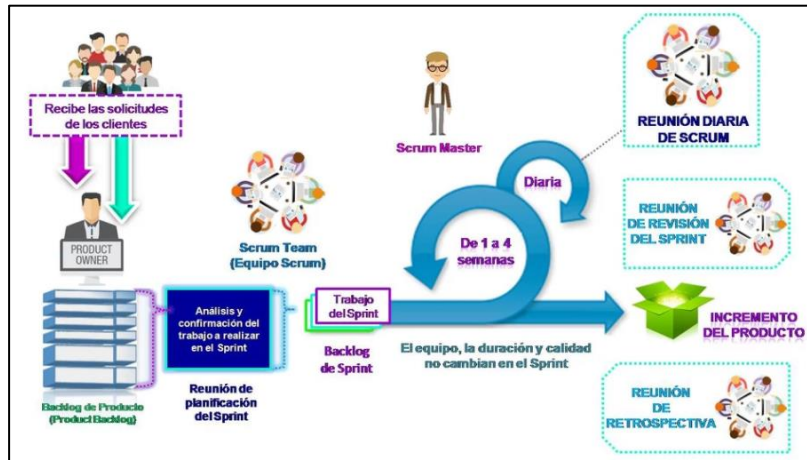 Recibe las solicitudes
de los clientes
PRODUCT
OWNER
Backlog de Producto
(Product Backlog)
Análisis y
confirmación del
trabajo a realizar
en el Sprint
Reunión de
planificación
del Sprint
Scrum Team
(Equipo Scrum)
Trabajo
del Sprint
Backlog
de Sprint
Scrum Master
Diaria
De 1 a 4
semanas
El equipo, la duración y calidad
no cambian en el Sprint
REUNIÓN DIARIA
DE SCRUM
REUNIÓN
DE REVISIÓN
DEL SPRINT
INCREMENTO
DEL PRODUCTO
REUNIÓN
DE
RETROSPECTIVA